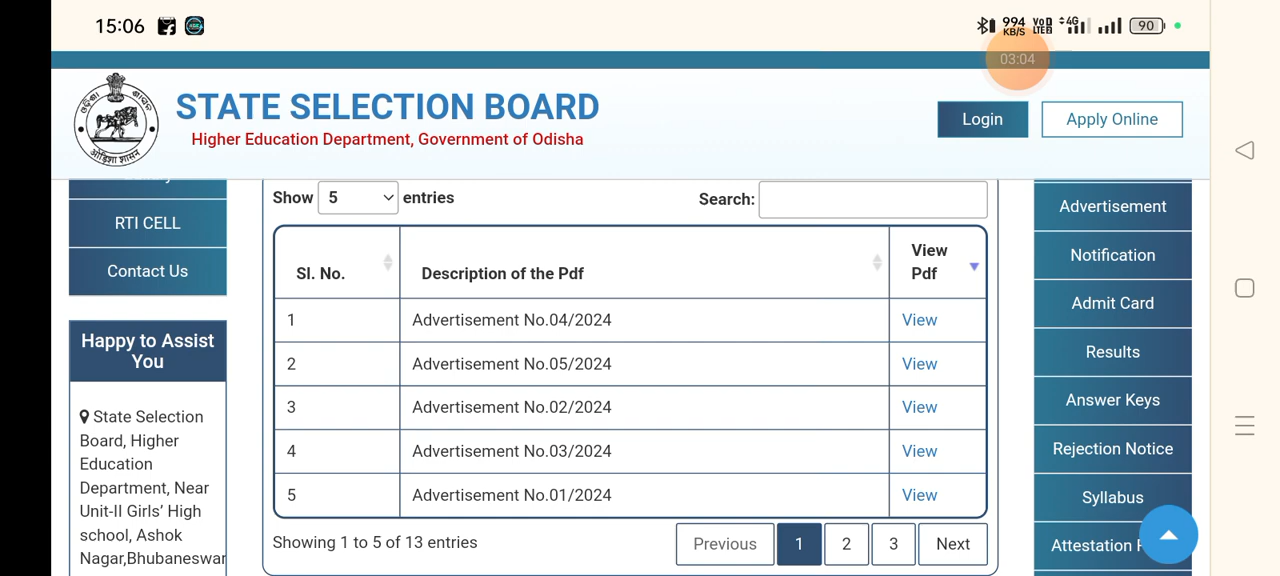 15:06
994
KB/S
4G
90
03:04
ଓଡ଼ିଶା ଶାସନ
ओड़िशा शासन
STATE SELECTION BOARD
Higher Education Department, Government of Odisha
Login
Apply Online
RTI CELL
Contact Us
Happy to Assist
You
State Selection
Board, Higher
Education
Department, Near
Unit-II Girls’ High
school, Ashok
Nagar,Bhubaneswar
Show 5 entries
Search:
Sl. No.
Description of the Pdf
View
Pdf
1 Advertisement No.04/2024 View
2 Advertisement No.05/2024 View
3 Advertisement No.02/2024 View
4 Advertisement No.03/2024 View
5 Advertisement No.01/2024 View
Showing 1 to 5 of 13 entries
Previous 1 2 3 Next
Advertisement
Notification
Admit Card
Results
Answer Keys
Rejection Notice
Syllabus
Attestation